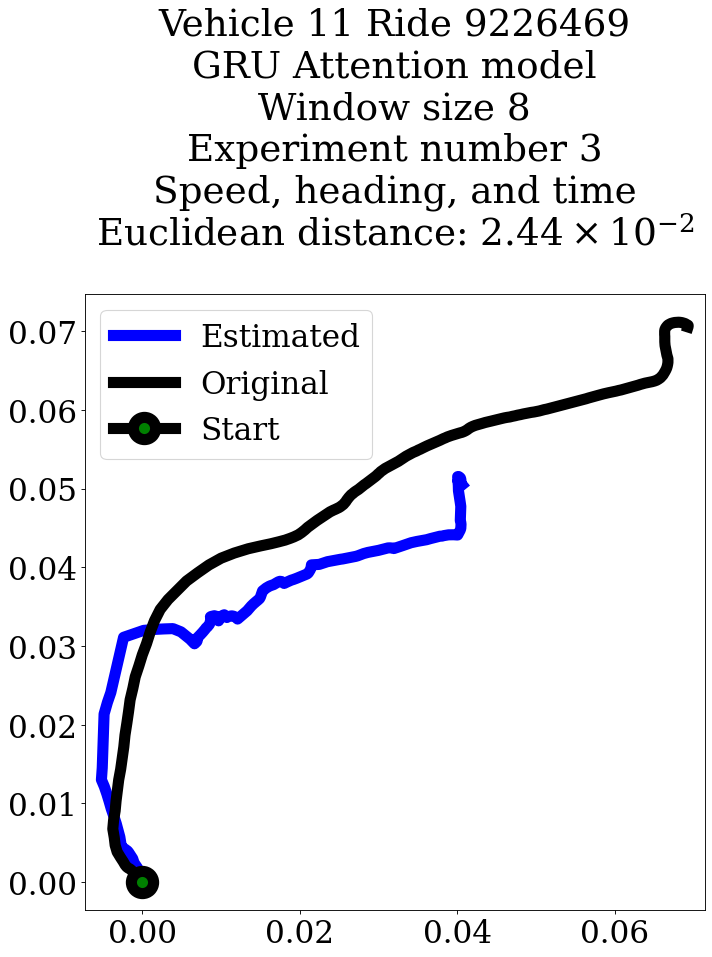 Vehicle 11 Ride 9226469
GRU Attention model
Window size 8
Experiment number 3
Speed, heading, and time
Euclidean distance: 2.44 × 10⁻²
Estimated
Original
Start
0.07
0.06
0.05
0.04
0.03
0.02
0.01
0.00
0.00 0.02 0.04 0.06